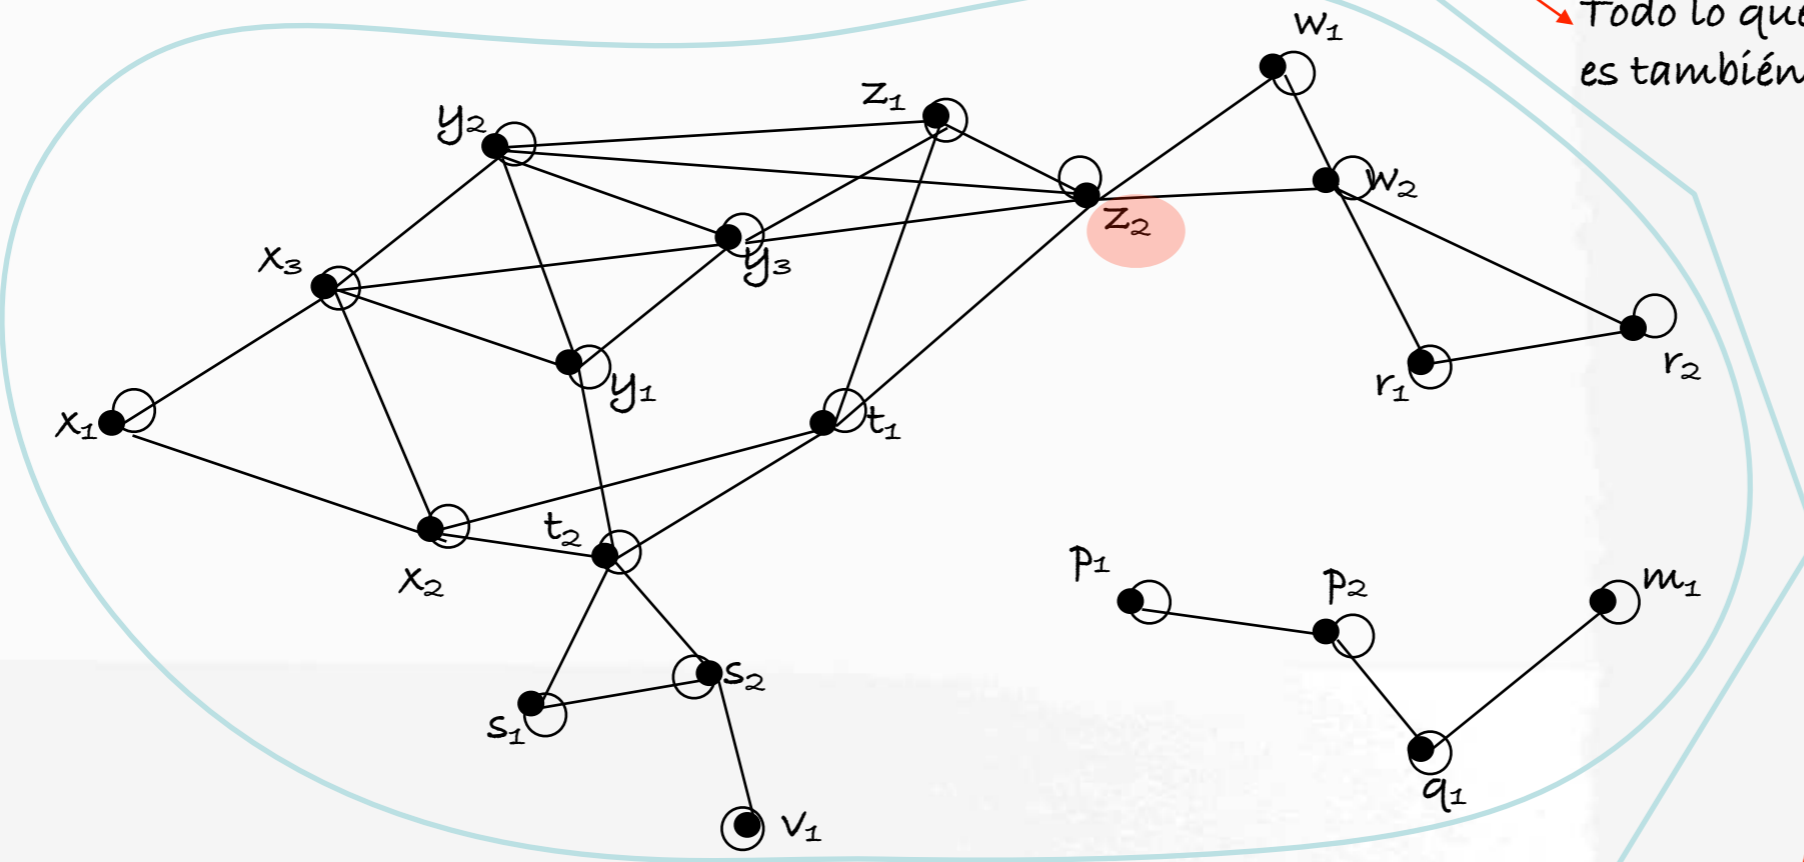 Todo lo que
es también
w₁
z₁
y₂
w₂
z₂
x₃
y₃
r₂
r₁
y₁
x₁
t₁
t₂
p₁
p₂
m₁
x₂
s₂
s₁
q₁
v₁